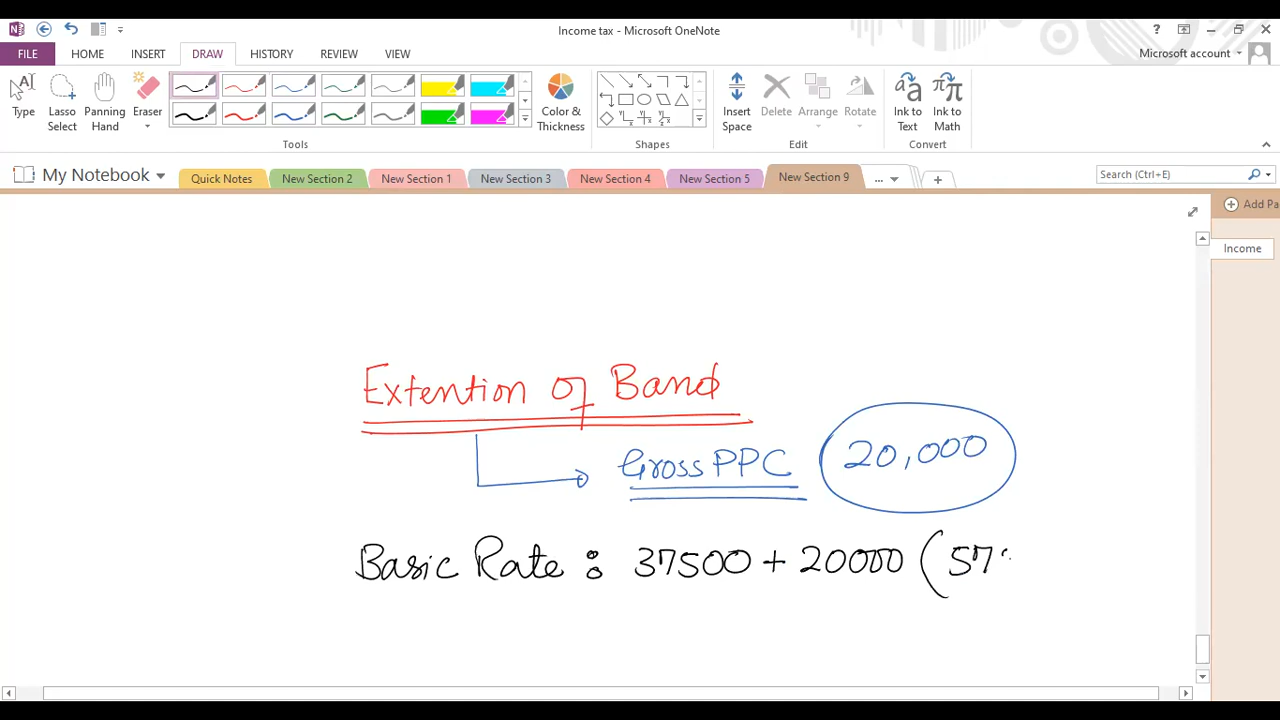 Income tax - Microsoft OneNote
?
FILE HOME INSERT DRAW HISTORY REVIEW VIEW
Microsoft account
Type
Lasso Select
Panning Hand
Eraser
Color & Thickness
Insert Space
Delete
Arrange
Rotate
Ink to Text
Ink to Math
Tools Shapes Edit Convert
My Notebook Quick Notes New Section 2 New Section 1 New Section 3 New Section 4 New Section 5 New Section 9 ... Search (Ctrl+E)
Add Pa
Income
Extention of Band
Gross PPC 20,000
Basic Rate : 37500 + 20000 (57